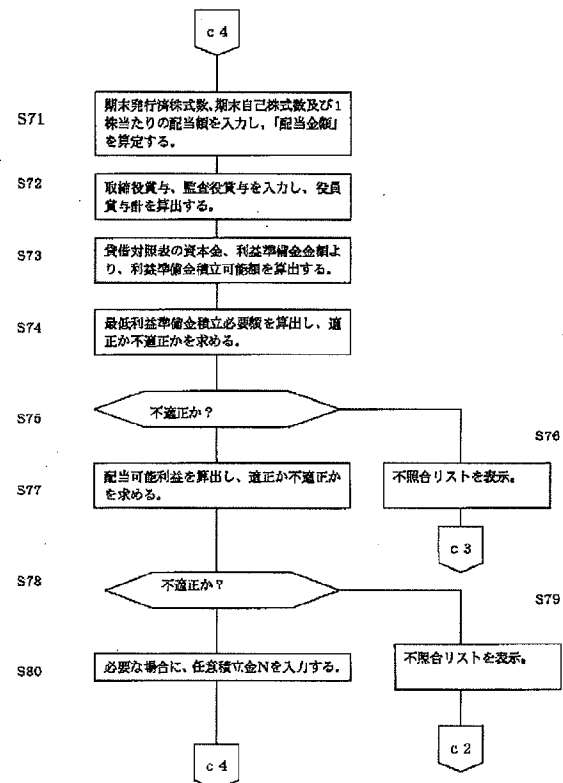 c 4
S71
期末発行済株式数、期末自己株式数及び1
株当たりの配当額を入力し、「配当金額」
を算定する。
S72
取締役賞与、監査役賞与を入力し、役員
賞与計を算出する。
S73
貸借対照表の資本金、利益準備金金額よ
り、利益準備金積立可能額を算出する。
S74
最低利益準備金積立必要額を算出し、適
正か不適正かを求める。
S75
不適正か?
S76
不照合リストを表示。
c 3
S77
配当可能利益を算出し、適正か不適正か
を求める。
S78
不適正か?
S79
不照合リストを表示。
c 2
S80
必要な場合に、任意積立金Nを入力する。
c 4